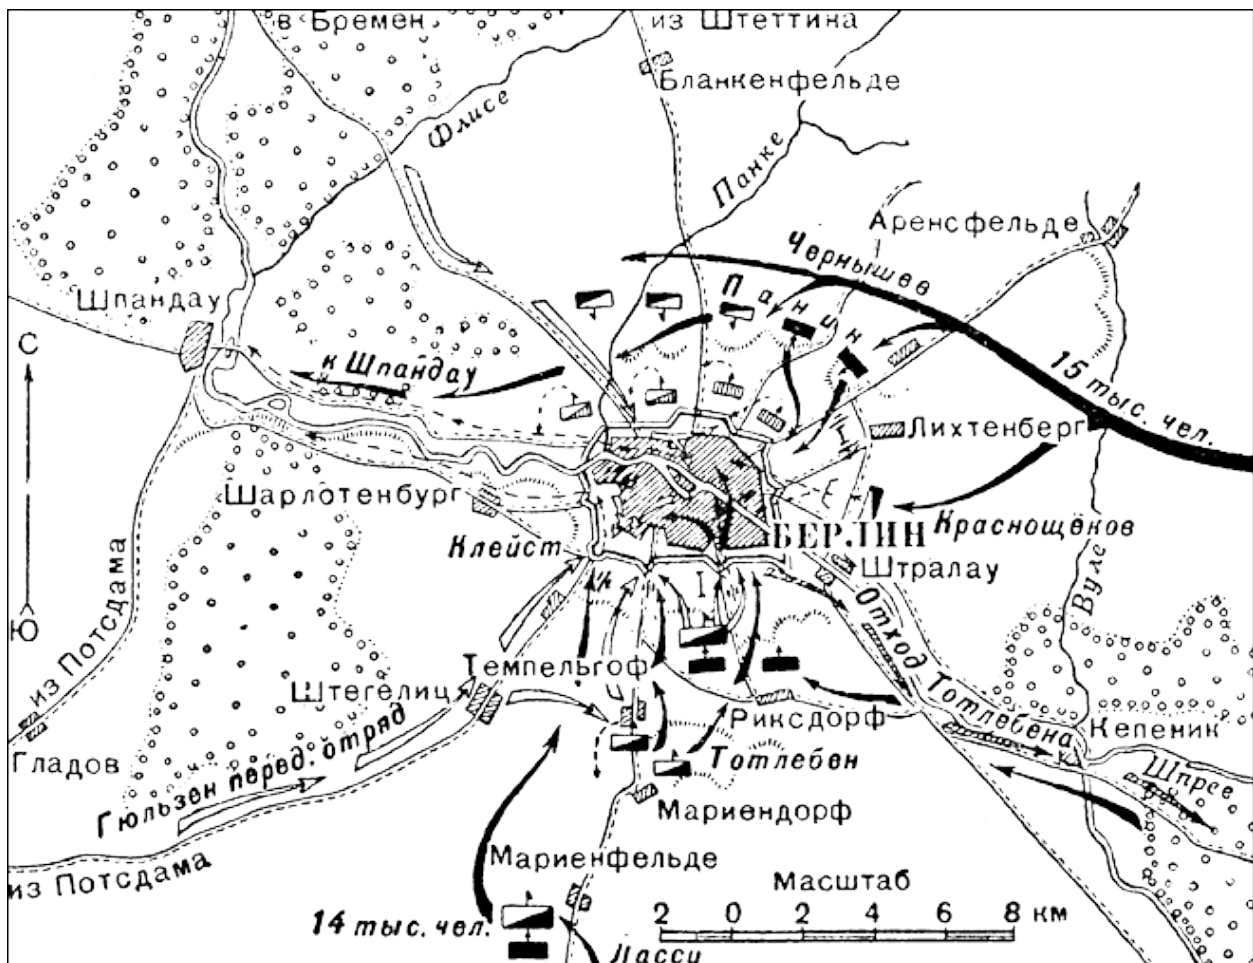 в Бремен
из Штеттина
Бланкенфельде
Флисе
Панке
Аренсфельде
Чернышев
Шпандау
Панин
С
к Шпандау
15 тыс. чел.
Лихтенберг
Шарлотенбург
Краснощёков
Клейст
БЕРЛИН
Штралау
Вуле
Ю
из Потсдама
Отход Тотлебена
Темпельгоф
Штегелиц
Риксдорф
Кепеник
Гладов
Гюльзен перед. отряд
Тотлебен
Шпрее
Мариендорф
из Потсдама
Мариенфельде
Масштаб
14 тыс. чел.
2 0 2 4 6 8 км
Ласси